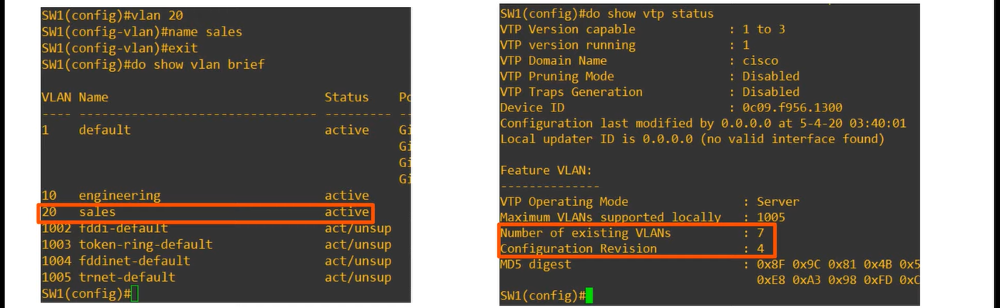 SW1(config)#vlan 20
SW1(config-vlan)#name sales
SW1(config-vlan)#exit
SW1(config)#do show vlan brief
VLAN Name Status
---- -------------------------------- --------- --
1 default active Gi
Gi
Gi
Gi
10 engineering active
20 sales active
1002 fddi-default act/unsup
1003 token-ring-default act/unsup
1004 fddinet-default act/unsup
1005 trnet-default act/unsup
SW1(config)#
SW1(config)#do show vtp status
VTP Version capable : 1 to 3
VTP version running : 1
VTP Domain Name : cisco
VTP Pruning Mode : Disabled
VTP Traps Generation : Disabled
Device ID : 0c09.f956.1300
Configuration last modified by 0.0.0.0 at 5-4-20 03:40:01
Local updater ID is 0.0.0.0 (no valid interface found)
Feature VLAN:
--------------
VTP Operating Mode : Server
Maximum VLANs supported locally : 1005
Number of existing VLANs : 7
Configuration Revision : 4
MD5 digest : 0x8F 0x9C 0x81 0x4B
0xE8 0xA3 0x98 0xFD
SW1(config)#